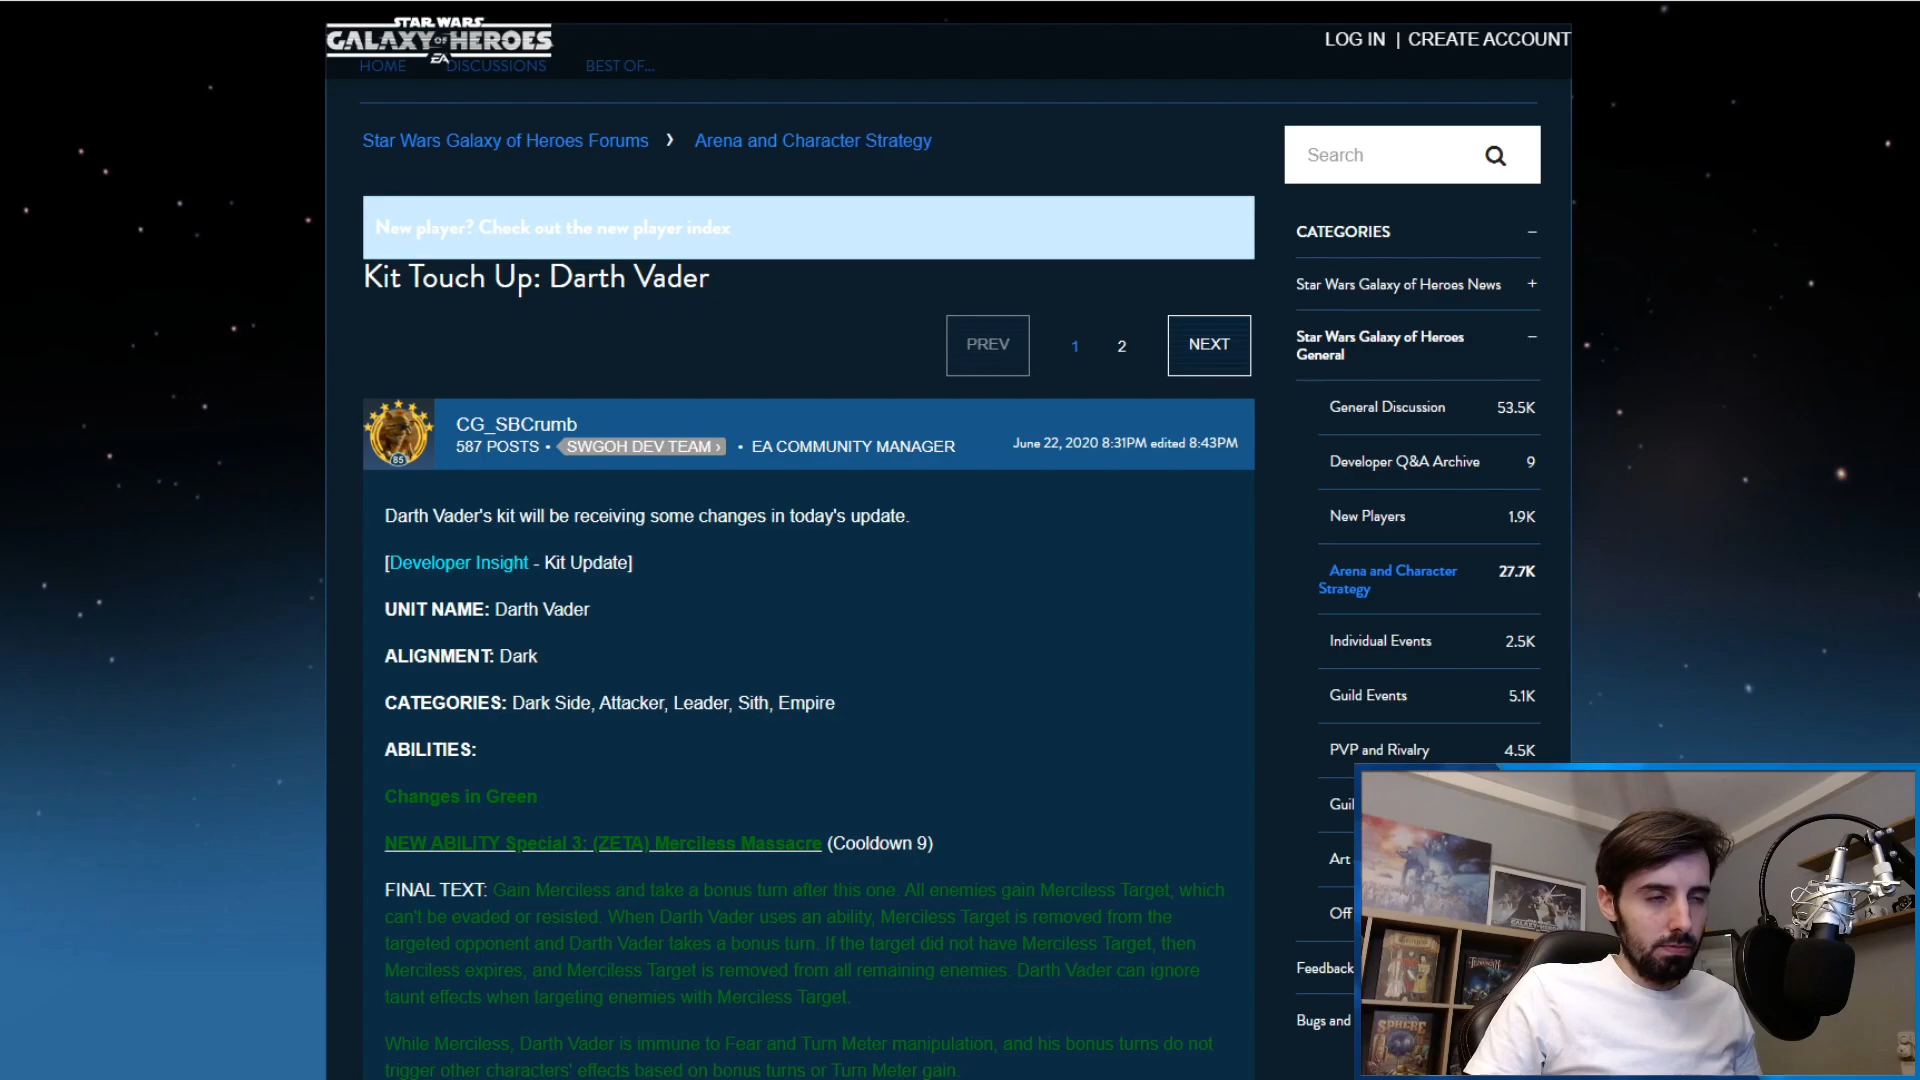 STAR WARS
GALAXY OF HEROES
EA
LOG IN | CREATE ACCOUNT
HOME DISCUSSIONS BEST OF...
Star Wars Galaxy of Heroes Forums › Arena and Character Strategy
Search
New player? Check out the new player index
Kit Touch Up: Darth Vader
PREV 1 2 NEXT
CG_SBCrumb
587 POSTS • SWGOH DEV TEAM › • EA COMMUNITY MANAGER
June 22, 2020 8:31PM edited 8:43PM
85
Darth Vader's kit will be receiving some changes in today's update.
[Developer Insight - Kit Update]
UNIT NAME: Darth Vader
ALIGNMENT: Dark
CATEGORIES: Dark Side, Attacker, Leader, Sith, Empire
ABILITIES:
Changes in Green
NEW ABILITY Special 3: (ZETA) Merciless Massacre (Cooldown 9)
FINAL TEXT: Gain Merciless and take a bonus turn after this one. All enemies gain Merciless Target, which
can't be evaded or resisted. When Darth Vader uses an ability, Merciless Target is removed from the
targeted opponent and Darth Vader takes a bonus turn. If the target did not have Merciless Target, then
Merciless expires, and Merciless Target is removed from all remaining enemies. Darth Vader can ignore
taunt effects when targeting enemies with Merciless Target.
While Merciless, Darth Vader is immune to Fear and Turn Meter manipulation, and his bonus turns do not
trigger other characters' effects based on bonus turns or Turn Meter gain.
CATEGORIES –
Star Wars Galaxy of Heroes News +
Star Wars Galaxy of Heroes –
General
General Discussion 53.5K
Developer Q&A Archive 9
New Players 1.9K
Arena and Character 27.7K
Strategy
Individual Events 2.5K
Guild Events 5.1K
PVP and Rivalry 4.5K
Guil
Art
Off
Feedback
Bugs and
SPHERE